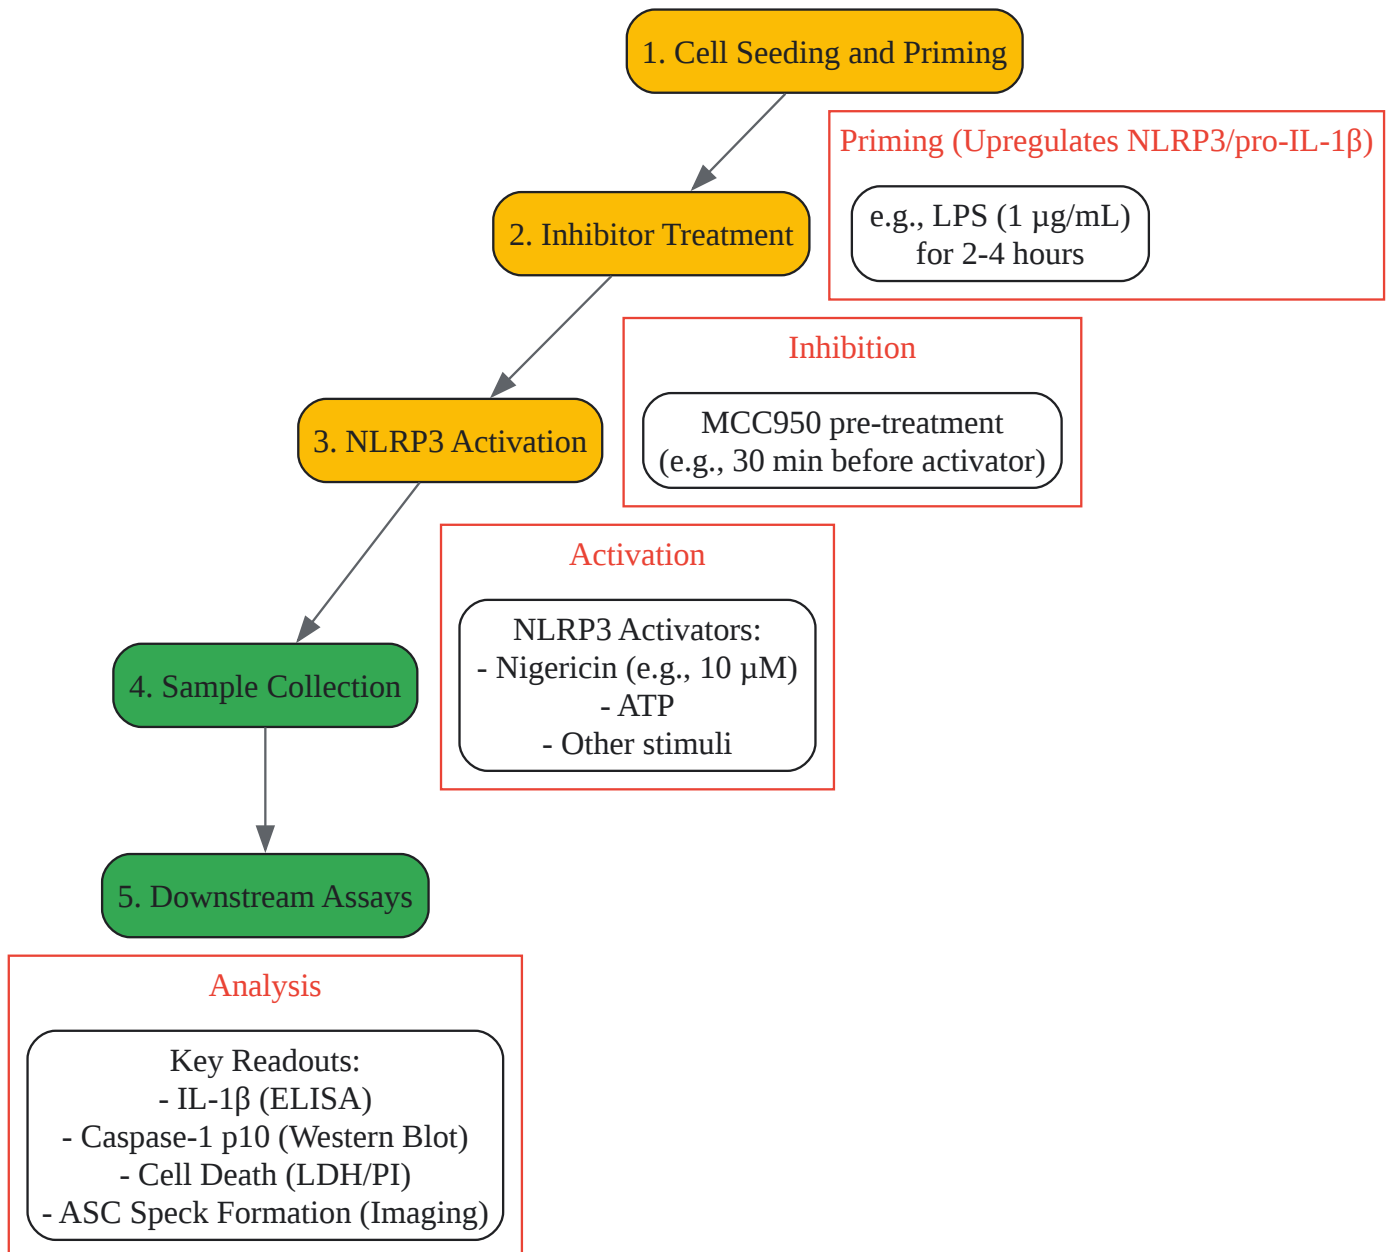 1. Cell Seeding and Priming
Priming (Upregulates NLRP3/pro-IL-1β)
e.g., LPS (1 µg/mL)
for 2-4 hours
2. Inhibitor Treatment
Inhibition
MCC950 pre-treatment
(e.g., 30 min before activator)
3. NLRP3 Activation
Activation
NLRP3 Activators:
- Nigericin (e.g., 10 µM)
- ATP
- Other stimuli
4. Sample Collection
5. Downstream Assays
Analysis
Key Readouts:
- IL-1β (ELISA)
- Caspase-1 p10 (Western Blot)
- Cell Death (LDH/PI)
- ASC Speck Formation (Imaging)